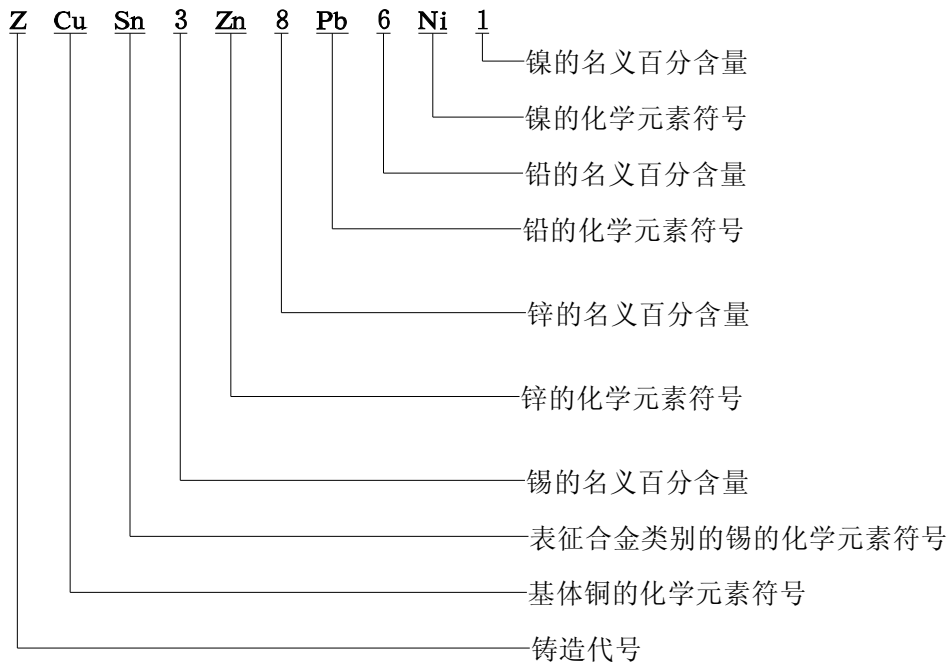 Z Cu Sn 3 Zn 8 Pb 6 Ni 1
镍的名义百分含量
镍的化学元素符号
铅的名义百分含量
铅的化学元素符号
锌的名义百分含量
锌的化学元素符号
锡的名义百分含量
表征合金类别的锡的化学元素符号
基体铜的化学元素符号
铸造代号